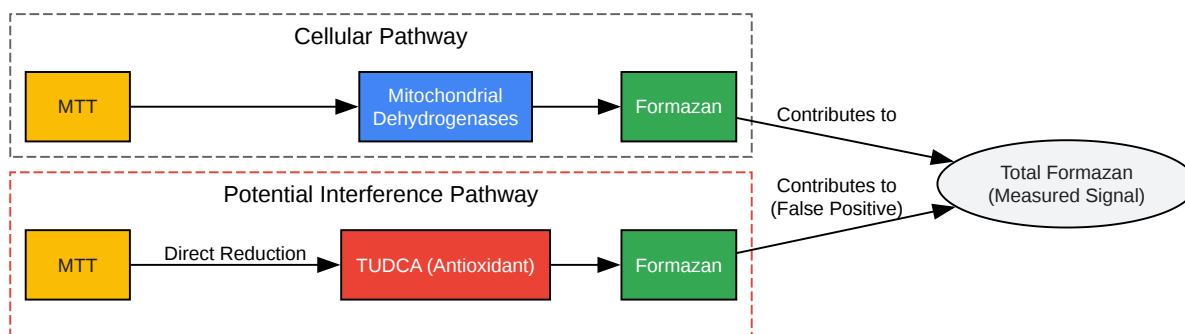 Cellular Pathway
MTT
Mitochondrial
Dehydrogenases
Formazan
Contributes to
Potential Interference Pathway
MTT
Direct Reduction
TUDCA (Antioxidant)
Formazan
Contributes to
(False Positive)
Total Formazan
(Measured Signal)